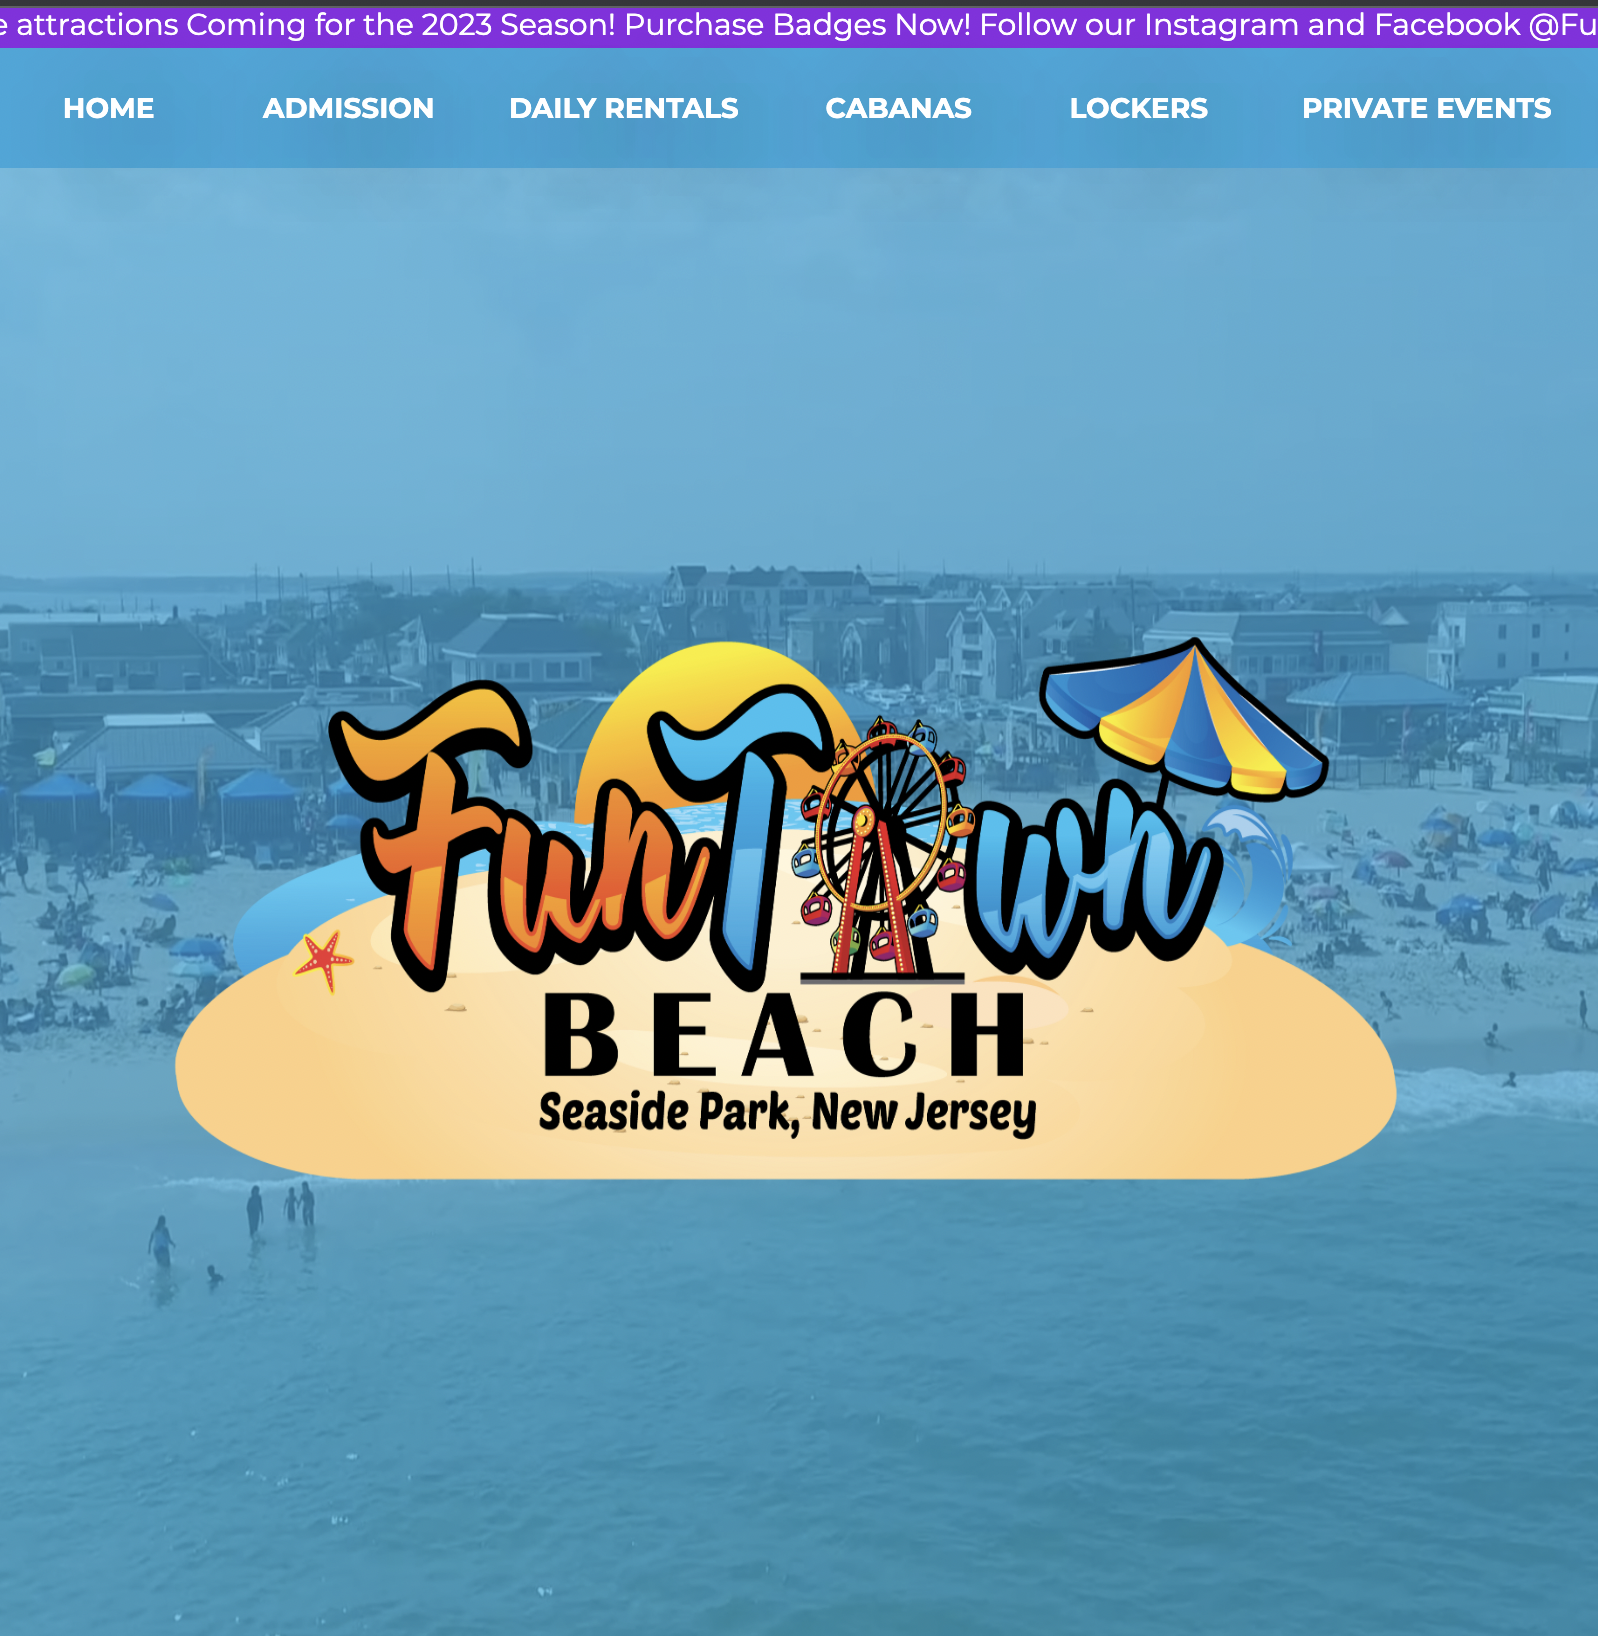 attractions Coming for the 2023 Season! Purchase Badges Now! Follow our Instagram and Facebook
HOME ADMISSION DAILY RENTALS CABANAS LOCKERS PRIVATE EVENTS
FunTown
BEACH
Seaside Park, New Jersey